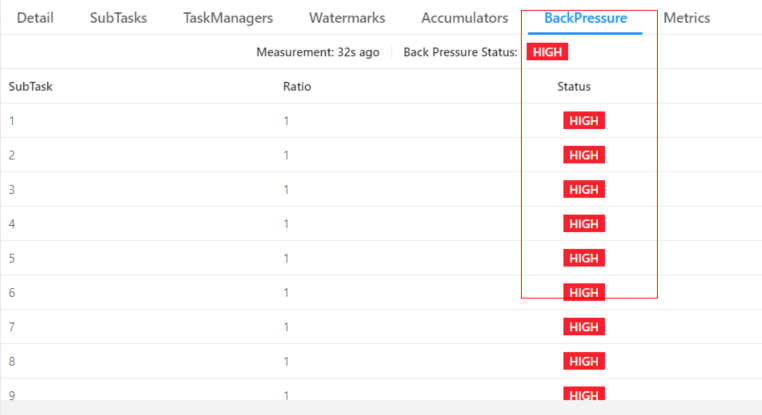 Detail SubTasks TaskManagers Watermarks Accumulators BackPressure Metrics
Measurement: 32s ago Back Pressure Status: HIGH
SubTask Ratio Status
1 1 HIGH
2 1 HIGH
3 1 HIGH
4 1 HIGH
5 1 HIGH
6 1 HIGH
7 1 HIGH
8 1 HIGH
9 1 HIGH